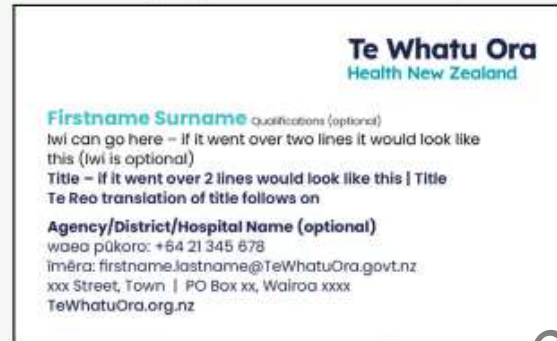 Te Whatu Ora
Health New Zealand
Firstname Surname Qualifications (optional)
Iwi can go here – if it went over two lines it would look like
this (Iwi is optional)
Title – if it went over 2 lines would look like this | Title
Te Reo translation of title follows on
Agency/District/Hospital Name (optional)
waea pūkoro: +64 21 345 678
īmēra: firstname.lastname@TeWhatuOra.govt.nz
xxx Street, Town | PO Box xx, Wairoa xxxx
TeWhatuOra.org.nz